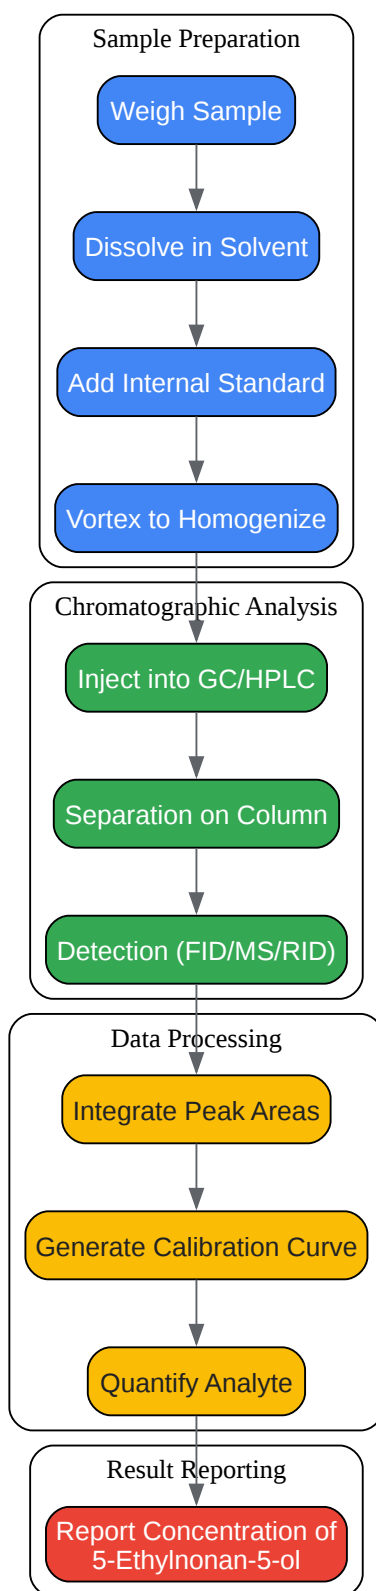 Sample Preparation
Weigh Sample
Dissolve in Solvent
Add Internal Standard
Vortex to Homogenize
Chromatographic Analysis
Inject into GC/HPLC
Separation on Column
Detection (FID/MS/RID)
Data Processing
Integrate Peak Areas
Generate Calibration Curve
Quantify Analyte
Result Reporting
Report Concentration of
5-Ethylnonan-5-ol